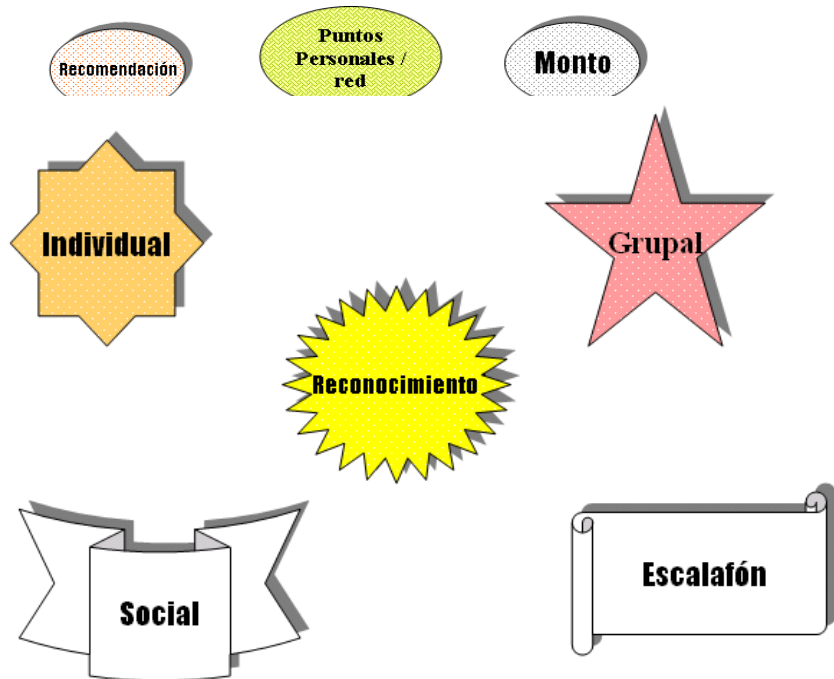 Recomendación
Puntos
Personales /
red
Monto
Individual
Grupal
Reconocimiento
Social
Escalafón